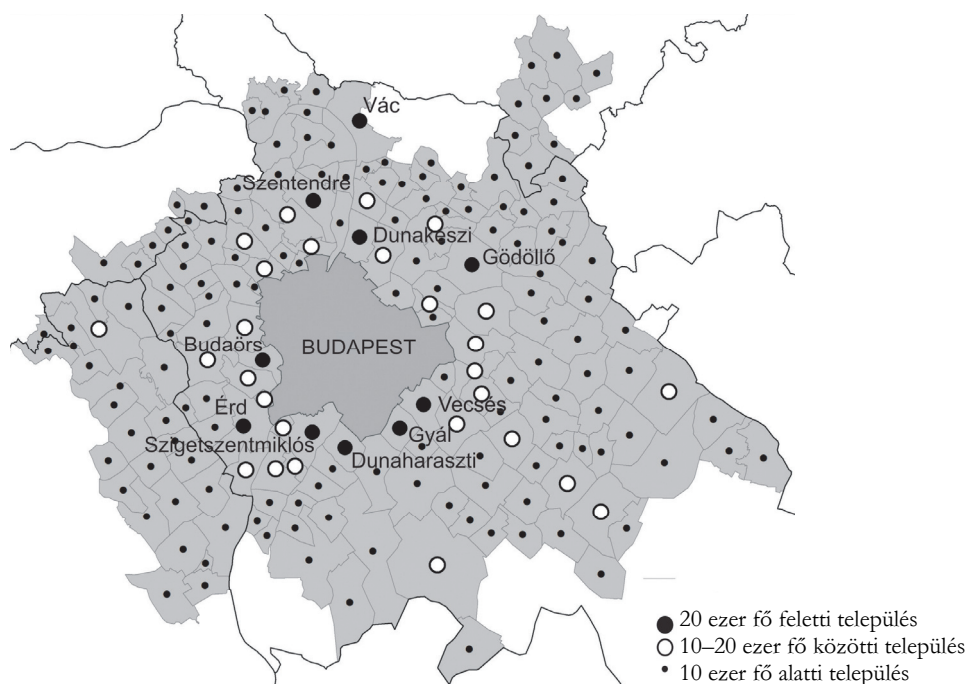 Vác
Szentendre
Dunakeszi
Gödöllő
BUDAPEST
Budaörs
Vecsés
Érd
Gyál
Szigetszentmiklós
Dunaharaszti
20 ezer fő feletti település
10–20 ezer fő közötti település
10 ezer fő alatti település